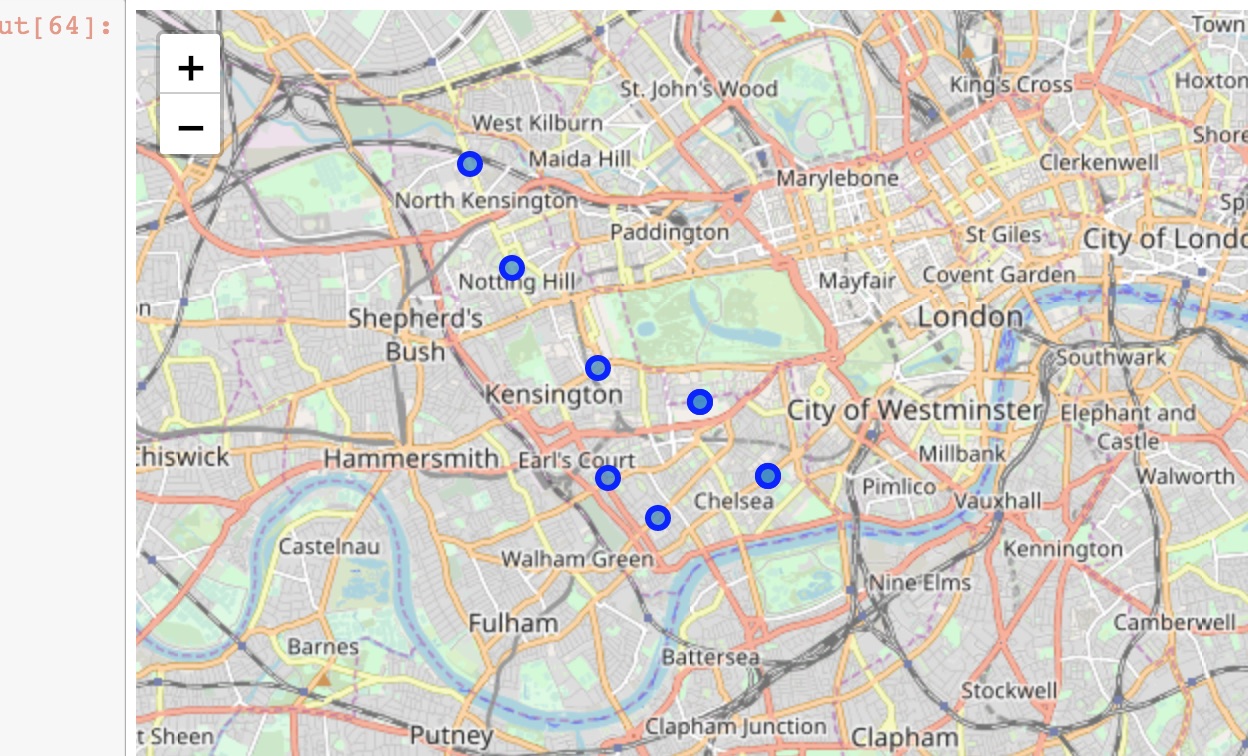 ut[64]:
+
−
Town
St. John's Wood
King's Cross
Hoxton
West Kilburn
Shore
Maida Hill
Clerkenwell
Marylebone
North Kensington
Sp
Paddington
St Giles
City of Londo
Notting Hill
Mayfair
Covent Garden
n
Shepherd's
Bush
London
Southwark
Kensington
City of Westminster
Elephant and
Castle
Chiswick
Hammersmith
Earl's Court
Millbank
Walworth
Chelsea
Pimlico
Vauxhall
Castelnau
Walham Green
Kennington
Nine Elms
Fulham
Camberwell
Barnes
Battersea
Stockwell
t Sheen
Putney
Clapham Junction
Clapham